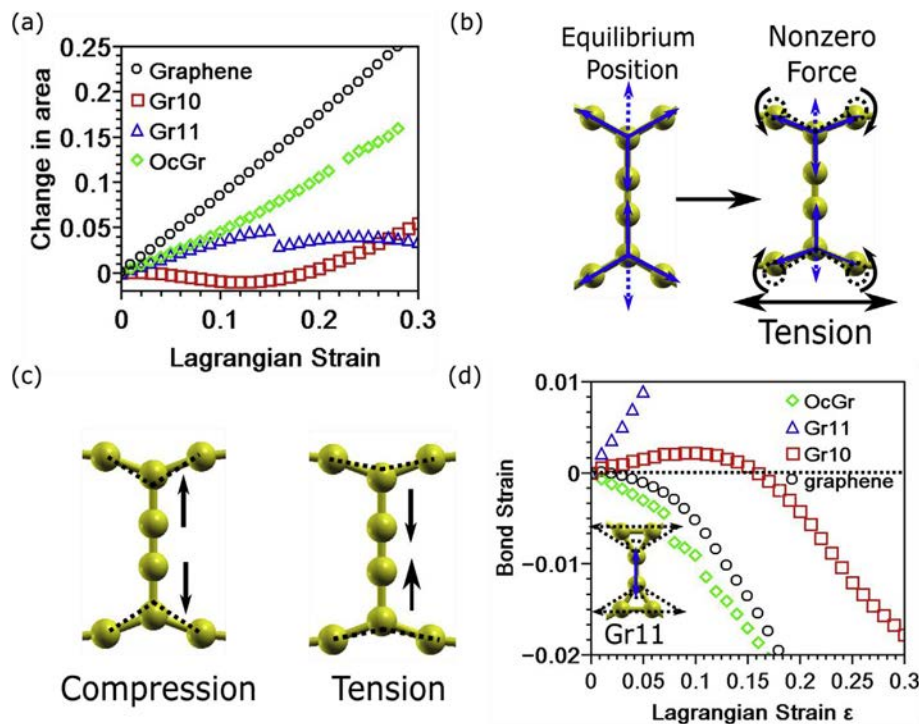 (a)
0.25
0.20
0.15
0.10
0.05
0
Change in area
Graphene
Gr10
Gr11
OcGr
0 0.1 0.2 0.3
Lagrangian Strain
(b)
Equilibrium
Position
Nonzero
Force
Tension
(c)
Compression
Tension
(d)
0.01
0
-0.01
-0.02
Bond Strain
OcGr
Gr11
Gr10
graphene
Gr11
0 0.05 0.1 0.15 0.2 0.25 0.3
Lagrangian Strain ε